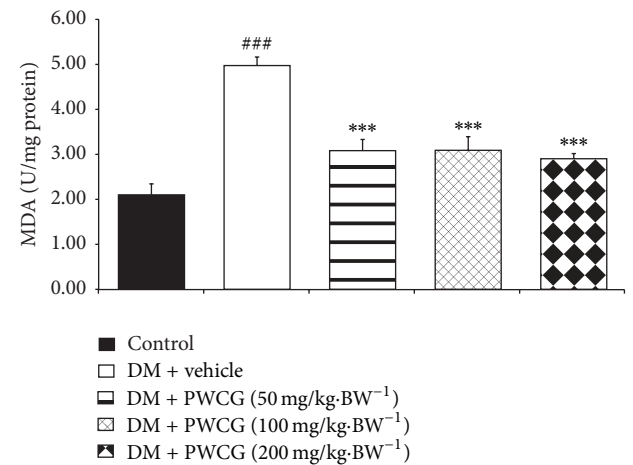 6.00
###
5.00
4.00
***
***
***
3.00
2.00
1.00
0.00
MDA (U/mg protein)
Control
DM + vehicle
DM + PWCG (50 mg/kg·BW⁻¹)
DM + PWCG (100 mg/kg·BW⁻¹)
DM + PWCG (200 mg/kg·BW⁻¹)